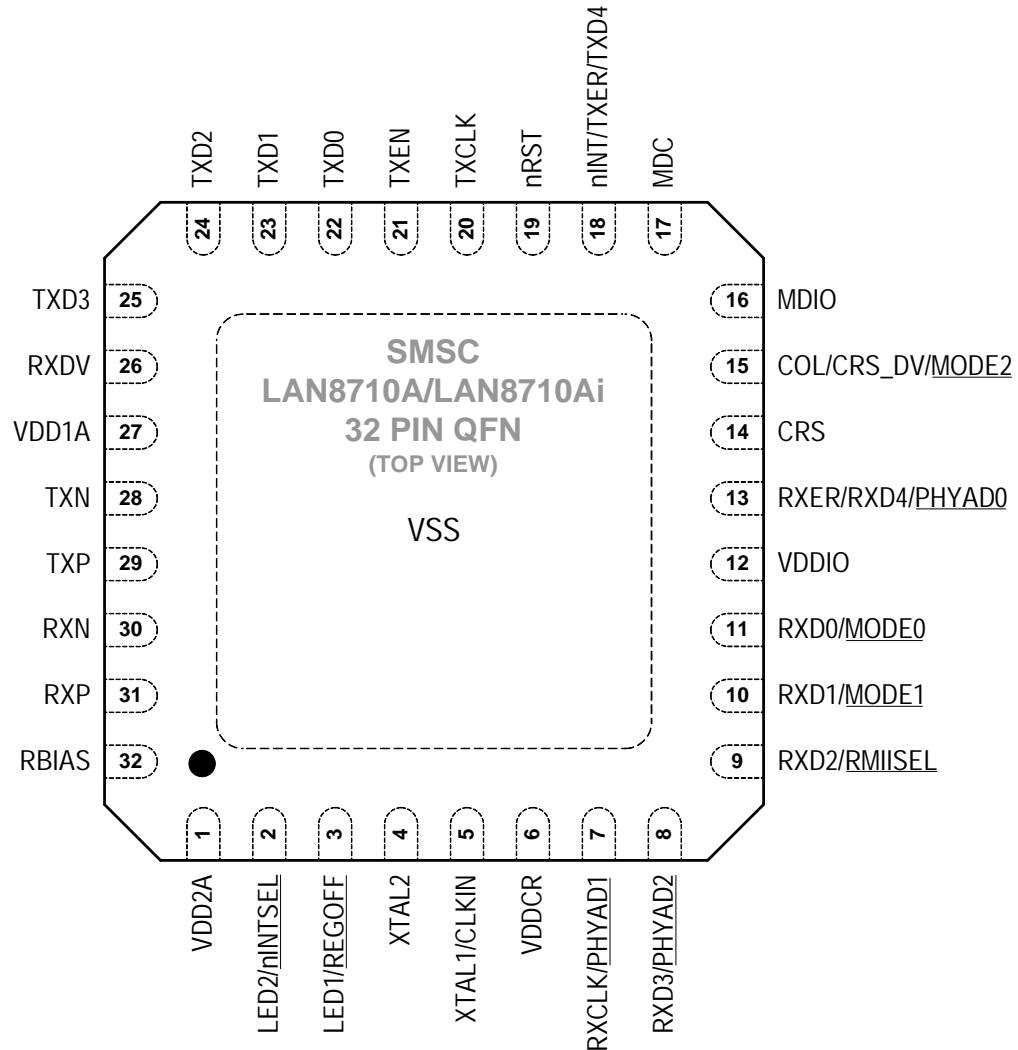 TXD2
TXD1
TXD0
TXEN
TXCLK
nRST
nINT/TXER/TXD4
MDC
24
23
22
21
20
19
18
17
TXD3 25
RXDV 26
VDD1A 27
TXN 28
TXP 29
RXN 30
RXP 31
RBIAS 32
SMSC
LAN8710A/LAN8710Ai
32 PIN QFN
(TOP VIEW)
VSS
16 MDIO
15 COL/CRS_DV/MODE2
14 CRS
13 RXER/RXD4/PHYAD0
12 VDDIO
11 RXD0/MODE0
10 RXD1/MODE1
9 RXD2/RMIISEL
1
2
3
4
5
6
7
8
VDD2A
LED2/nINTSEL
LED1/REGOFF
XTAL2
XTAL1/CLKIN
VDDCR
RXCLK/PHYAD1
RXD3/PHYAD2